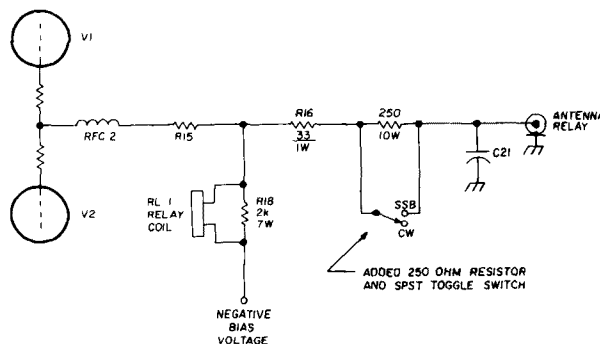 V1
V2
RFC 2
R15
R16
33
1W
250
10W
ANTENNA
RELAY
C21
RL 1
RELAY
COIL
R18
2k
7W
SSB
CW
ADDED 250 OHM RESISTOR
AND SPST TOGGLE SWITCH
NEGATIVE
BIAS
VOLTAGE